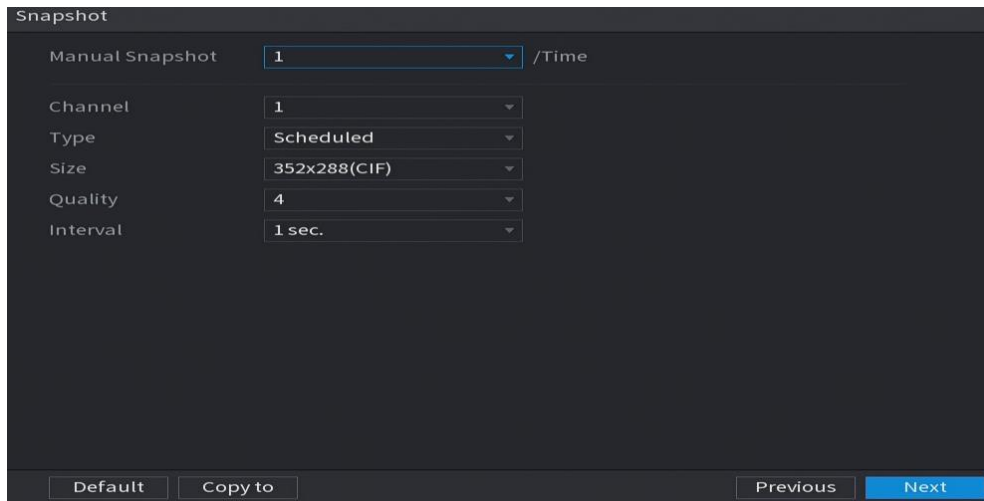 Snapshot
Manual Snapshot 1 /Time
Channel 1
Type Scheduled
Size 352x288(CIF)
Quality 4
Interval 1 sec.
Default Copy to Previous Next